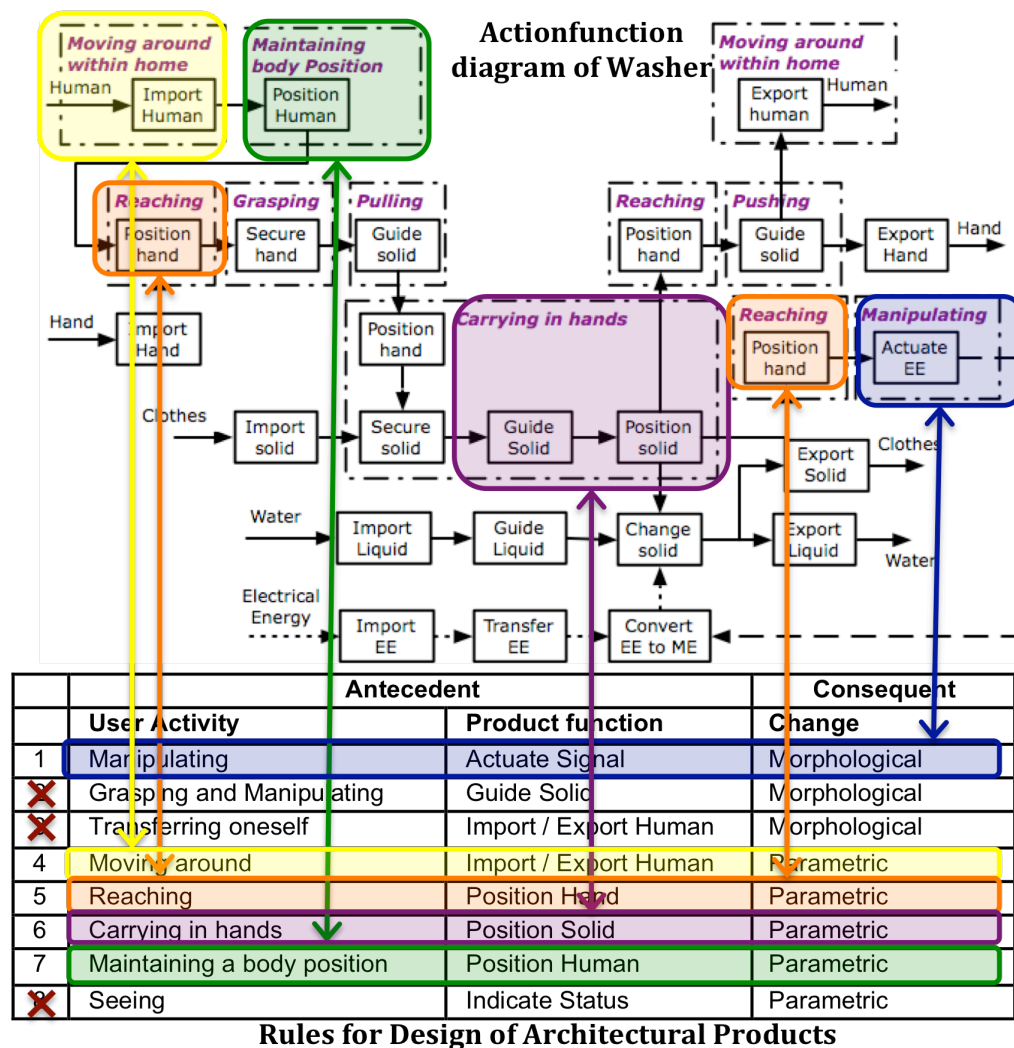 Actionfunction
diagram of Washer
Moving around
within home
Maintaining
body Position
Moving around
within home
Human
Import
Human
Position
Human
Export
human
Human
Reaching
Grasping
Pulling
Reaching
Pushing
Position
hand
Secure
hand
Guide
solid
Position
hand
Guide
solid
Export
Hand
Hand
Hand
Import
Hand
Position
hand
Carrying in hands
Reaching
Manipulating
Position
hand
Actuate
EE
Clothes
Import
solid
Secure
solid
Guide
Solid
Position
solid
Export
Solid
Clothes
Water
Import
Liquid
Guide
Liquid
Change
solid
Export
Liquid
Water
Electrical
Energy
Import
EE
Transfer
EE
Convert
EE to ME
Antecedent Consequent
User Activity Product function Change
1 Manipulating Actuate Signal Morphological
Grasping and Manipulating Guide Solid Morphological
Transferring oneself Import / Export Human Morphological
4 Moving around Import / Export Human Parametric
5 Reaching Position Hand Parametric
6 Carrying in hands Position Solid Parametric
7 Maintaining a body position Position Human Parametric
Seeing Indicate Status Parametric
Rules for Design of Architectural Products